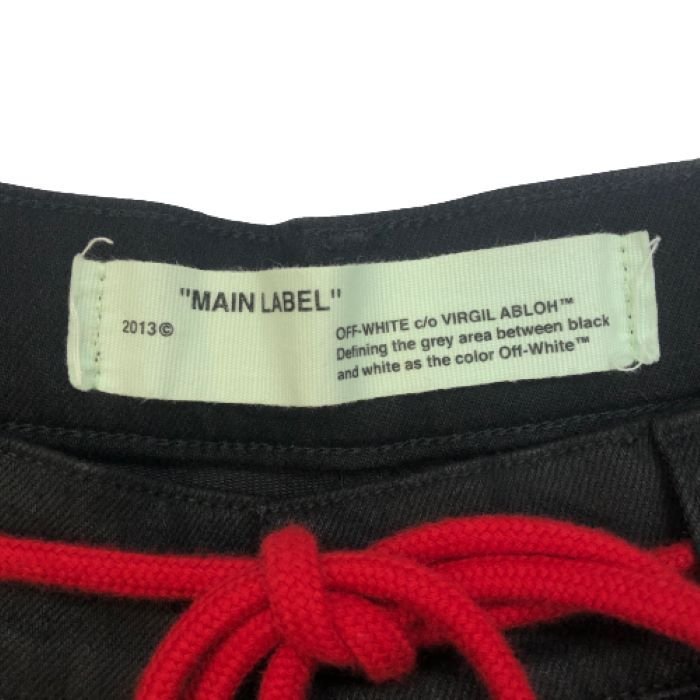 "MAIN LABEL"
2013©
OFF-WHITE c/o VIRGIL ABLOH™
Defining the grey area between black
and white as the color Off-White™